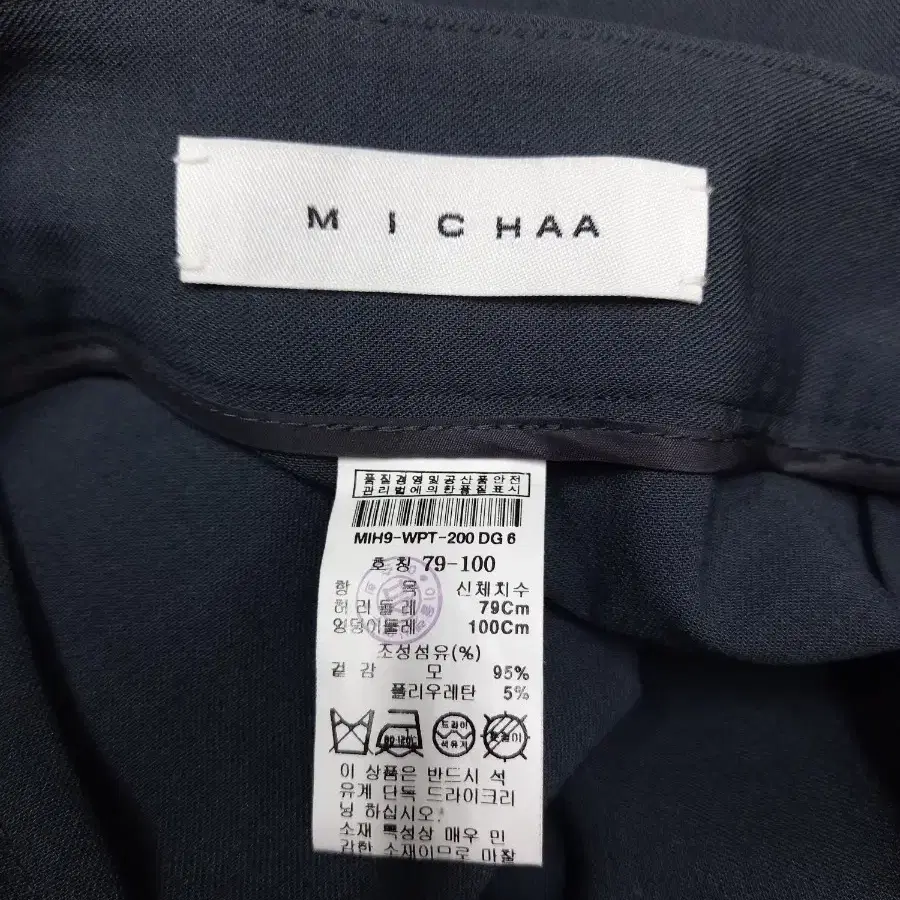 MICHAA
품질경영및공산품안전
관리법에의한품질표시
MIH9-WPT-200 DG 6
호칭 79-100
항 목 신체치수
허리둘레 79Cm
엉덩이둘레 100Cm
조성섬유(%)
겉감 모 95%
폴리우레탄 5%
80-120℃ 드라이
석유계
이 상품은 반드시 석
유계 단독 드라이크리
닝 하십시오.
소재 특성상 매우 민
감한 소재이므로 마찰